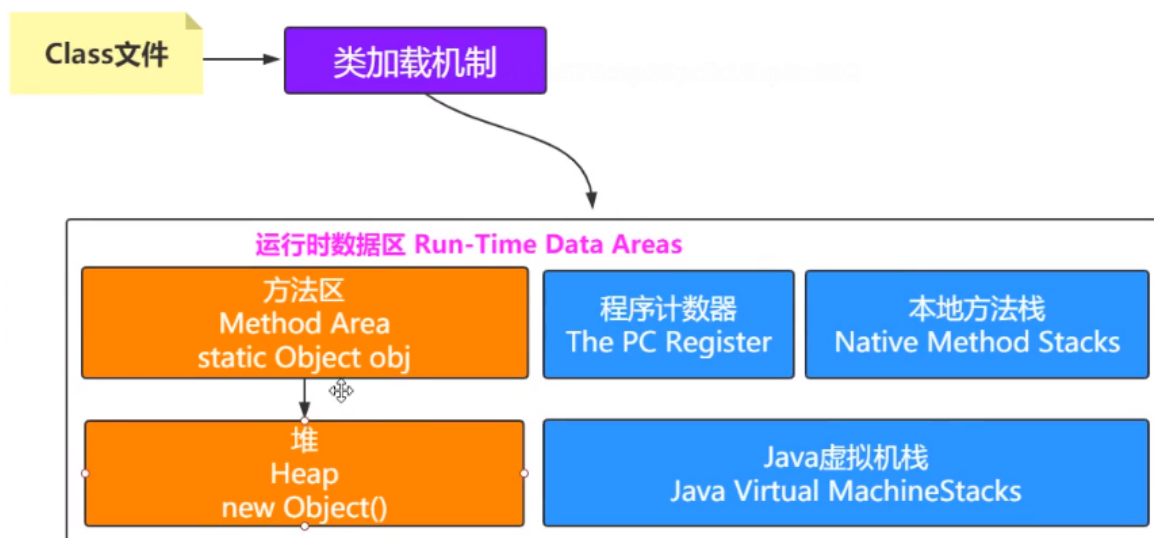 Class文件
类加载机制
运行时数据区 Run-Time Data Areas
方法区
Method Area
static Object obj
程序计数器
The PC Register
本地方法栈
Native Method Stacks
堆
Heap
new Object()
Java虚拟机栈
Java Virtual MachineStacks